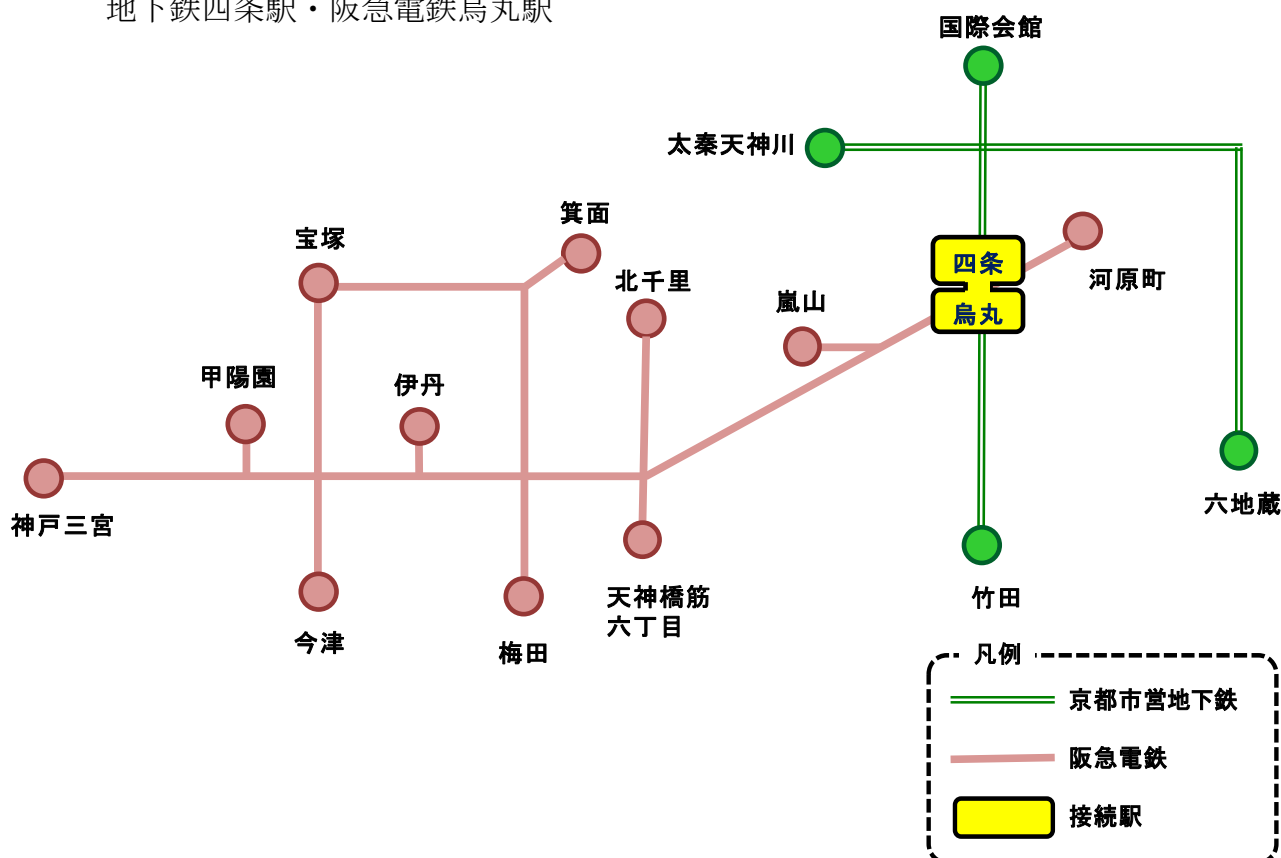 地下鉄四条駅・阪急電鉄烏丸駅
国際会館
太秦天神川
箕面
宝塚
四条
北千里
河原町
嵐山
烏丸
甲陽園
伊丹
六地蔵
神戸三宮
竹田
天神橋筋
六丁目
今津
梅田
凡例
京都市営地下鉄
阪急電鉄
接続駅